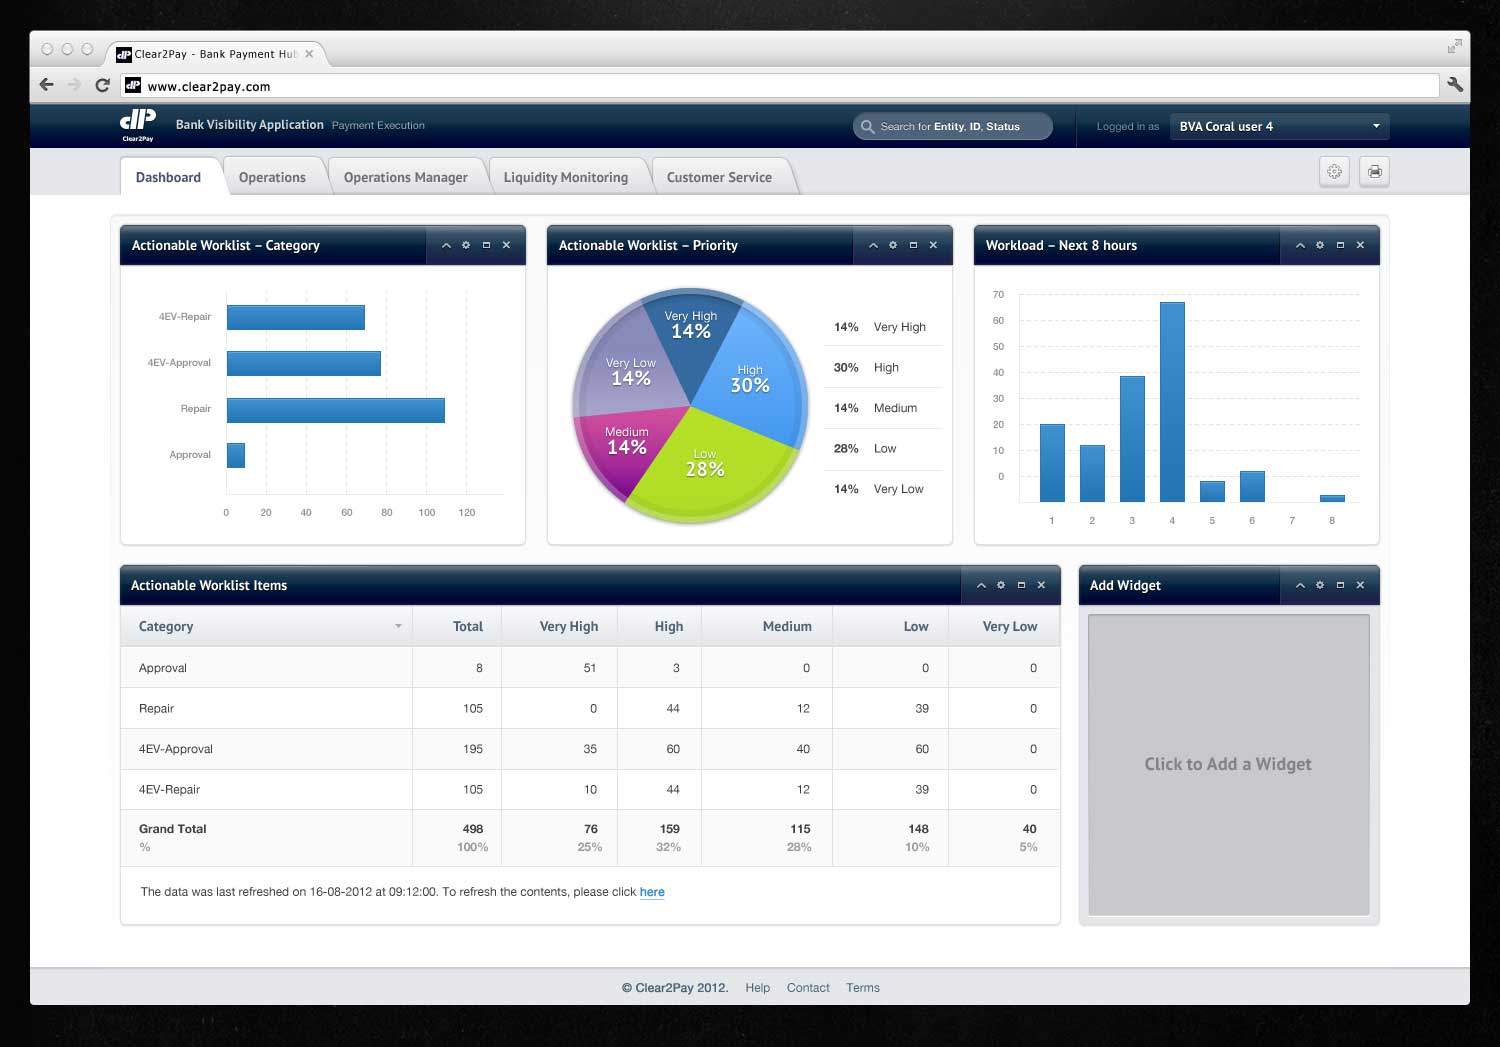 Clear2Pay - Bank Payment Hub
www.clear2pay.com
Clear2Pay
Bank Visibility Application Payment Execution
Search for Entity, ID, Status
Logged in as BVA Coral user 4
Dashboard Operations Operations Manager Liquidity Monitoring Customer Service
Actionable Worklist – Category
4EV-Repair
4EV-Approval
Repair
Approval
0 20 40 60 80 100 120
Actionable Worklist – Priority
Very High
14%
High
30%
Very Low
14%
Medium
14%
Low
28%
14% Very High
30% High
14% Medium
28% Low
14% Very Low
Workload – Next 8 hours
70
60
50
40
30
20
10
0
1 2 3 4 5 6 7 8
Actionable Worklist Items
Category Total Very High High Medium Low Very Low
Approval 8 51 3 0 0 0
Repair 105 0 44 12 39 0
4EV-Approval 195 35 60 40 60 0
4EV-Repair 105 10 44 12 39 0
Grand Total 498 76 159 115 148 40
% 100% 25% 32% 28% 10% 5%
The data was last refreshed on 16-08-2012 at 09:12:00. To refresh the contents, please click here
Add Widget
Click to Add a Widget
© Clear2Pay 2012. Help Contact Terms